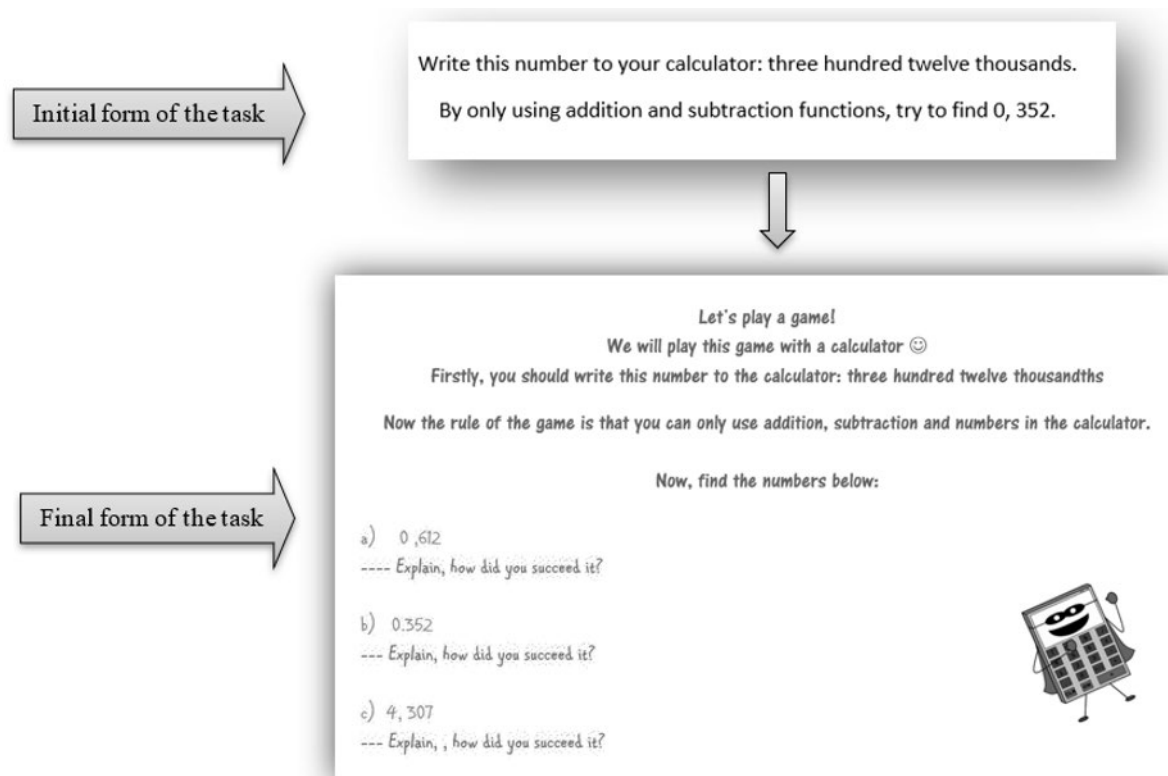 Initial form of the task
Write this number to your calculator: three hundred twelve thousands.
By only using addition and subtraction functions, try to find 0, 352.
Final form of the task
Let's play a game!
We will play this game with a calculator ☺
Firstly, you should write this number to the calculator: three hundred twelve thousandths
Now the rule of the game is that you can only use addition, subtraction and numbers in the calculator.
Now, find the numbers below:
a) 0 ,612
---- Explain, how did you succeed it?
b) 0.352
--- Explain, how did you succeed it?
c) 4, 307
--- Explain, , how did you succeed it?